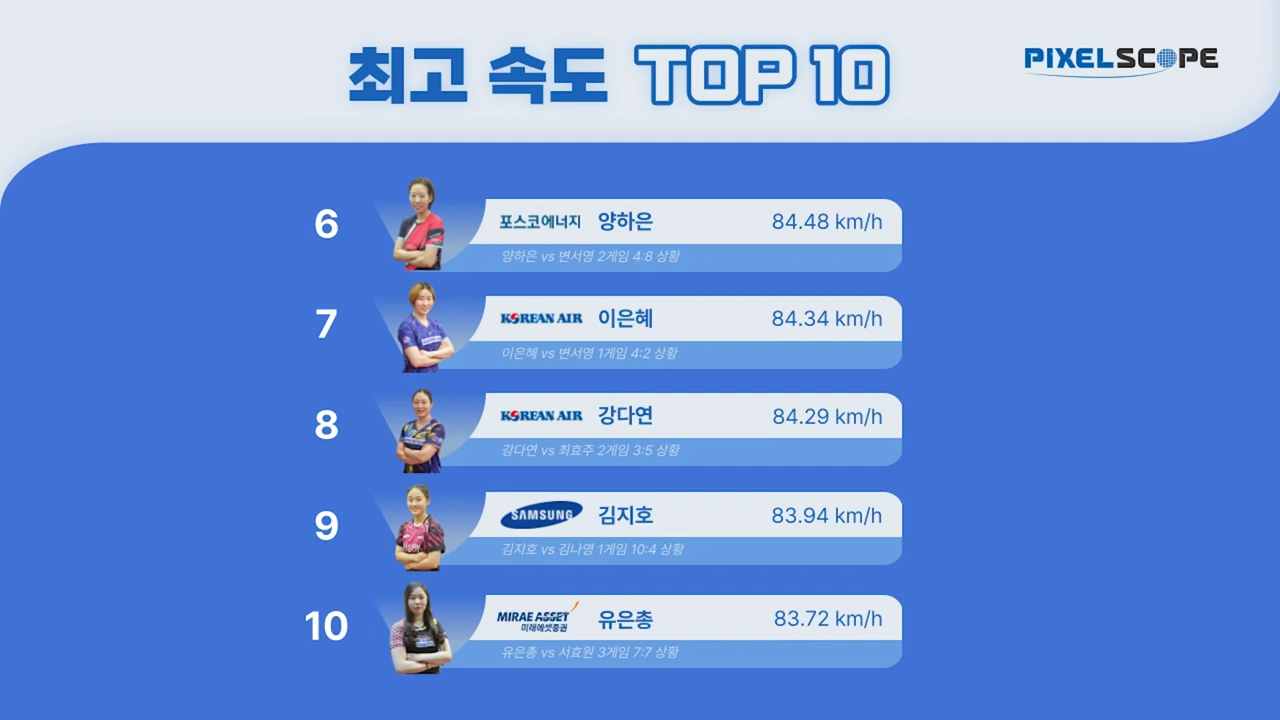 최고 속도 TOP 10
PIXELSCOPE
6
포스코에너지 양하은 84.48 km/h
양하은 vs 변서영 2게임 4:8 상황
7
KOREAN AIR 이은혜 84.34 km/h
이은혜 vs 변서영 1게임 4:2 상황
8
KOREAN AIR 강다연 84.29 km/h
강다연 vs 최효주 2게임 3:5 상황
9
SAMSUNG 김지호 83.94 km/h
김지호 vs 김나영 1게임 10:4 상황
10
MIRAE ASSET
미래에셋증권
유은총 83.72 km/h
유은총 vs 서효원 3게임 7:7 상황